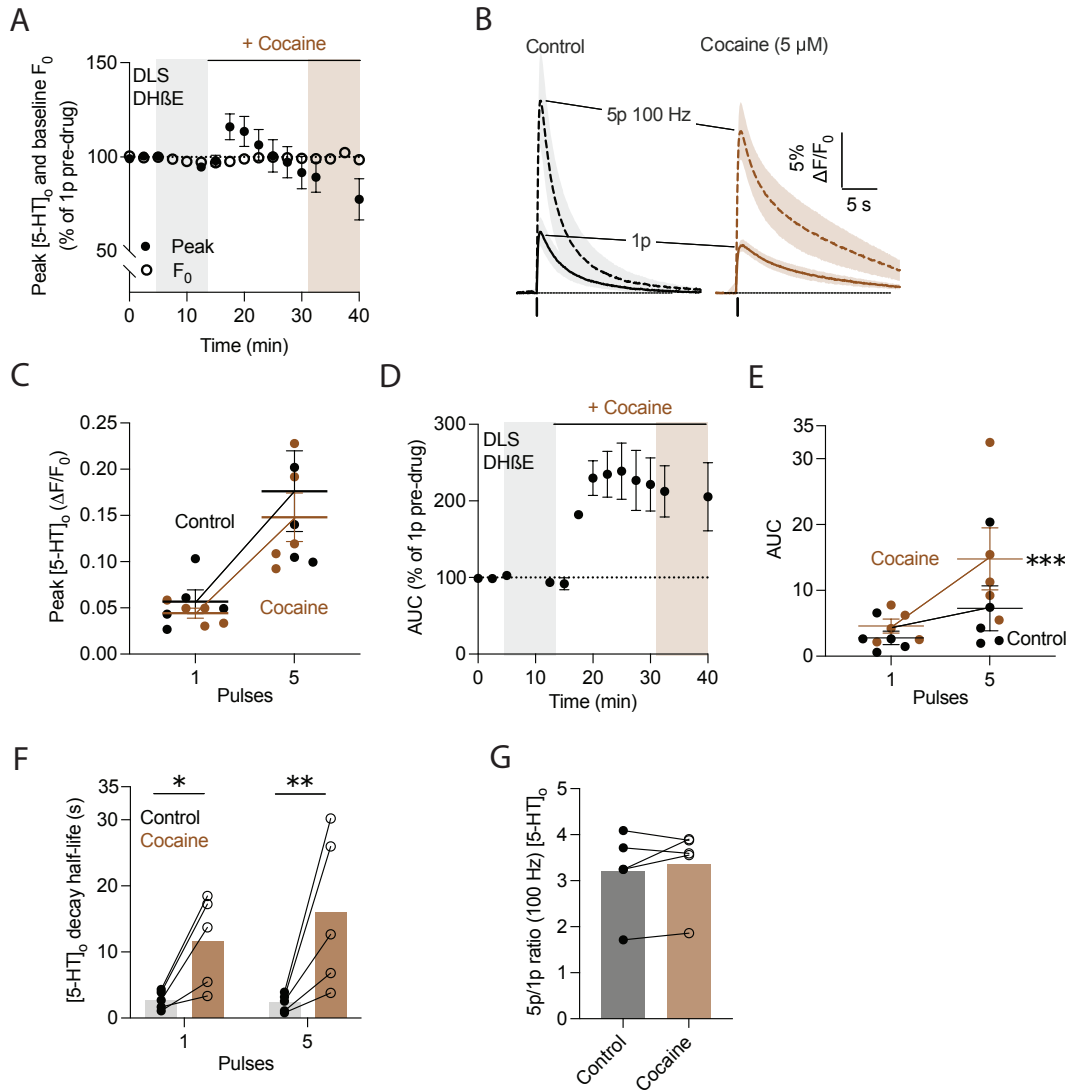 A
+ Cocaine
Peak [5-HT]o and baseline F0
(% of 1p pre-drug)
150
100
50
DLS
DHßE
Peak
F0
0
10
20
30
40
Time (min)
B
Control
Cocaine (5 µM)
5p 100 Hz
1p
5%
ΔF/F0
5 s
C
Peak [5-HT]o (ΔF/F0)
0.25
0.20
0.15
0.10
0.05
0.00
Control
Cocaine
1
5
Pulses
D
+ Cocaine
AUC (% of 1p pre-drug)
300
200
100
0
DLS
DHßE
0
10
20
30
40
Time (min)
E
AUC
35
30
20
10
0
Cocaine
***
Control
1
5
Pulses
F
[5-HT]o decay half-life (s)
35
30
20
10
0
*
**
Control
Cocaine
1
5
Pulses
G
5p/1p ratio (100 Hz) [5-HT]o
5
4
3
2
1
0
Control
Cocaine